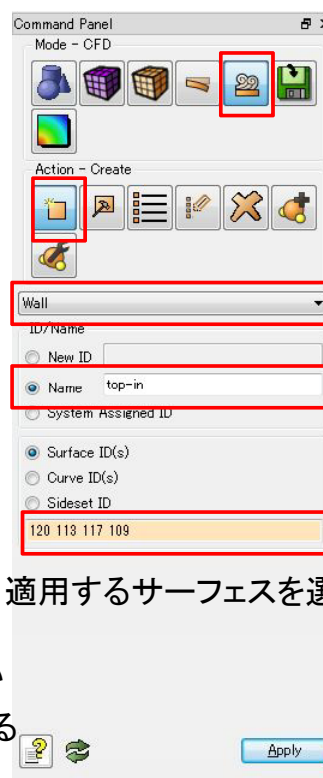 Command Panel
Mode - CFD
Action - Create
Wall
ID/Name
New ID
Name top-in
System Assigned ID
Surface ID(s)
Curve ID(s)
Sideset ID
120 113 117 109
適用するサーフェスを選
い
る
Apply